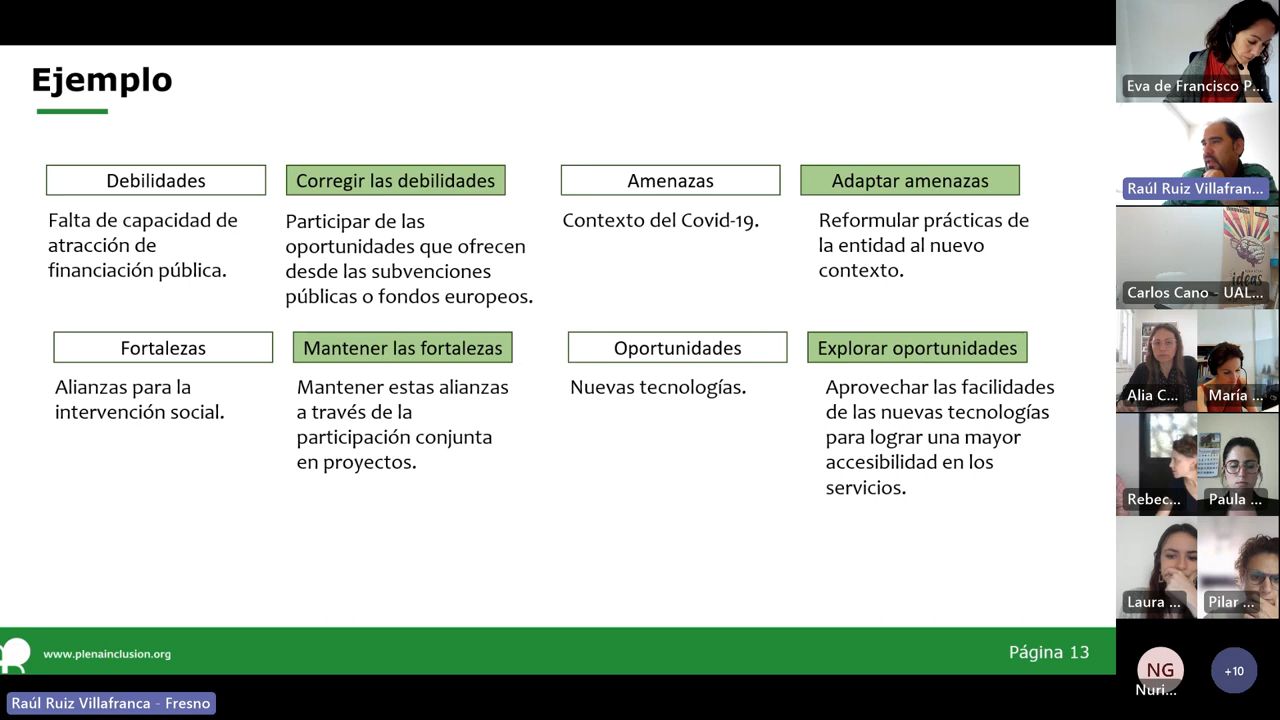 Ejemplo
Debilidades
Falta de capacidad de
atracción de
financiación pública.
Corregir las debilidades
Participar de las
oportunidades que ofrecen
desde las subvenciones
públicas o fondos europeos.
Amenazas
Contexto del Covid-19.
Adaptar amenazas
Reformular prácticas de
la entidad al nuevo
contexto.
Fortalezas
Alianzas para la
intervención social.
Mantener las fortalezas
Mantener estas alianzas
a través de la
participación conjunta
en proyectos.
Oportunidades
Nuevas tecnologías.
Explorar oportunidades
Aprovechar las facilidades
de las nuevas tecnologías
para lograr una mayor
accesibilidad en los
servicios.
www.plenainclusion.org
Página 13
Raúl Ruiz Villafranca - Fresno
Eva de Francisco P...
Raúl Ruiz Villafran...
ideas
Carlos Cano - UAL...
Alia C...
María ...
Rebec...
Paula ...
Laura ...
Pilar ...
NG
Nuri...
+10